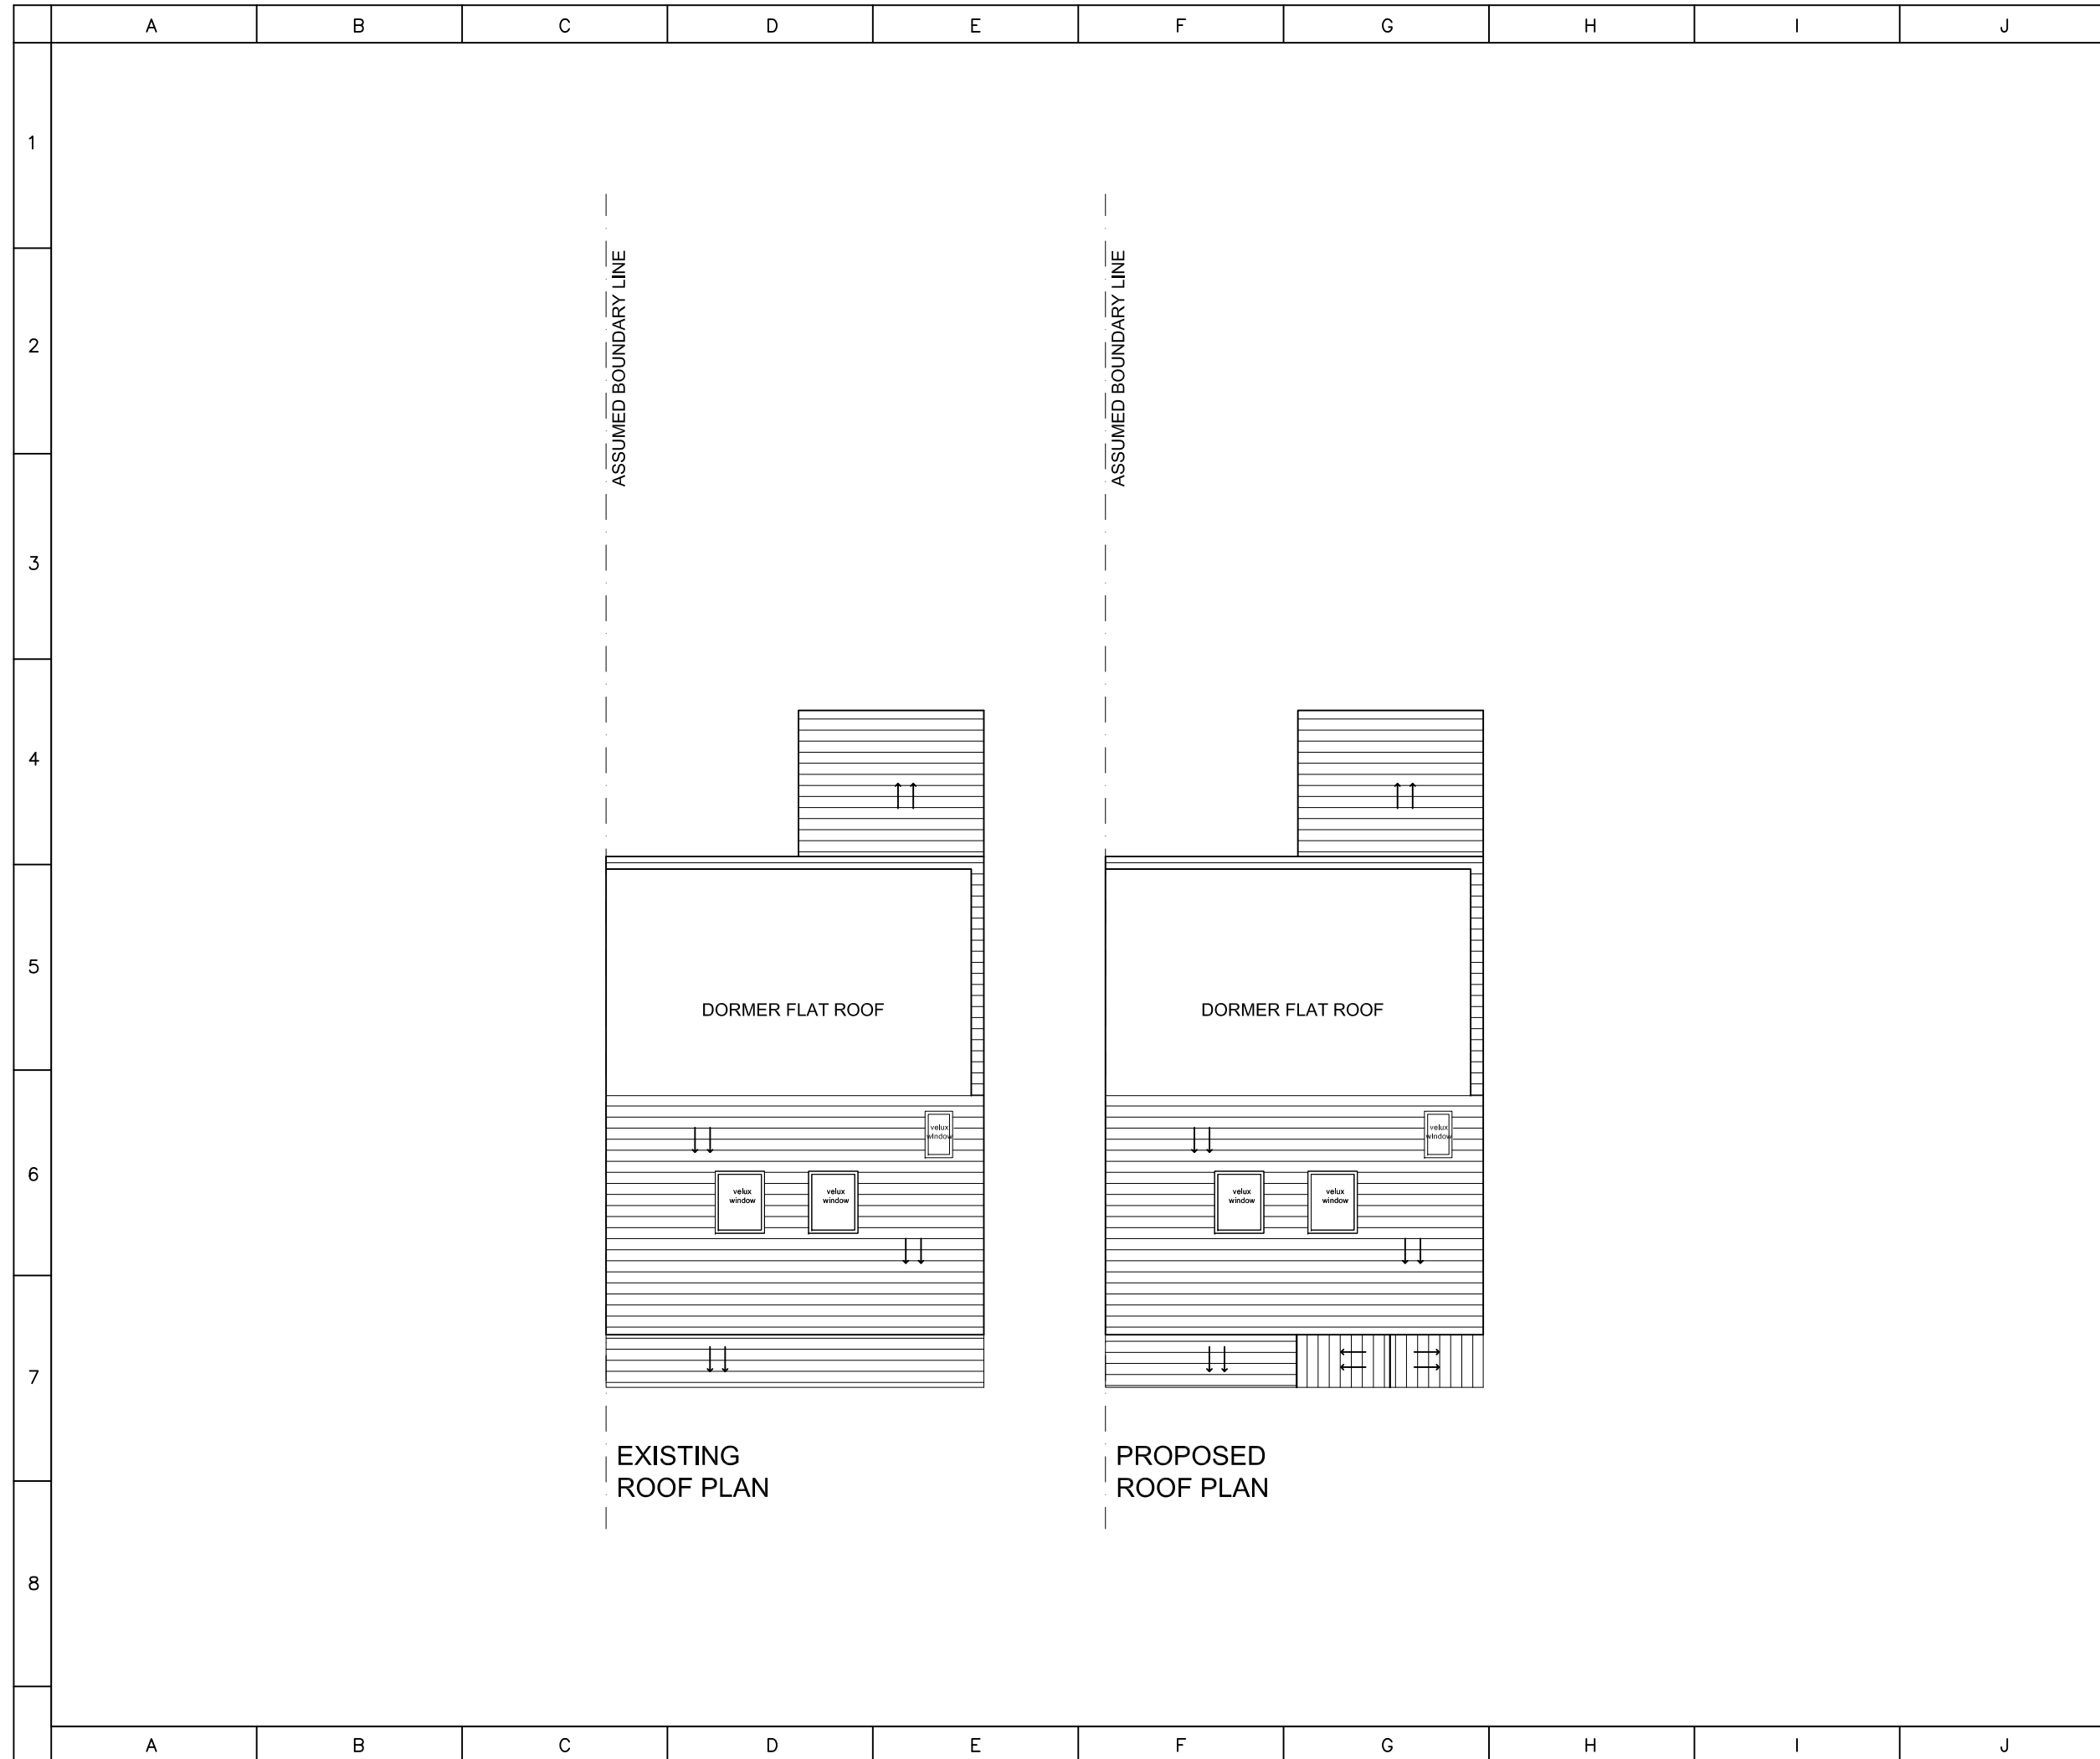 A B C D E F G H I J
1
2
3
4
5
6
7
8
ASSUMED BOUNDARY LINE
ASSUMED BOUNDARY LINE
DORMER FLAT ROOF
DORMER FLAT ROOF
velux
window
velux
window
velux
window
velux
window
velux
window
velux
window
EXISTING
ROOF PLAN
PROPOSED
ROOF PLAN
A B C D E F G H I J